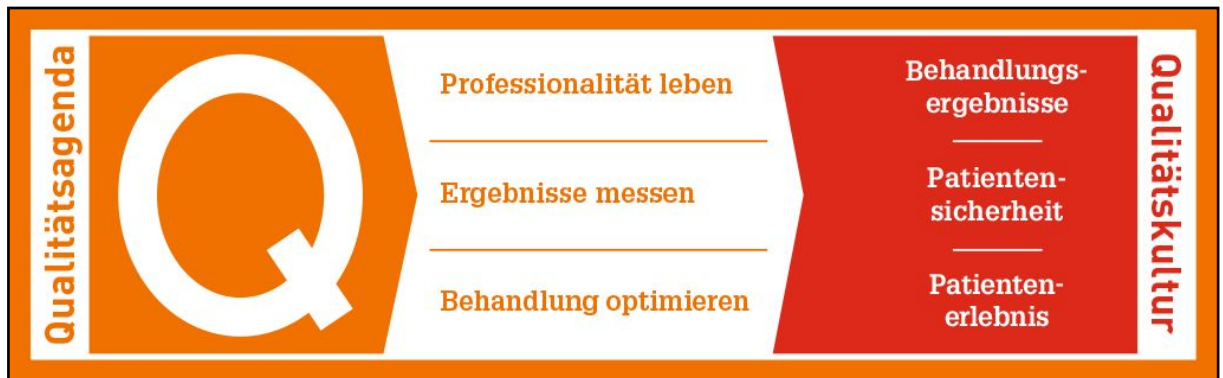 Qualitätsagenda
Q
Professionalität leben
Ergebnisse messen
Behandlung optimieren
Behandlungs-
ergebnisse
Patienten-
sicherheit
Patienten-
erlebnis
Qualitätskultur